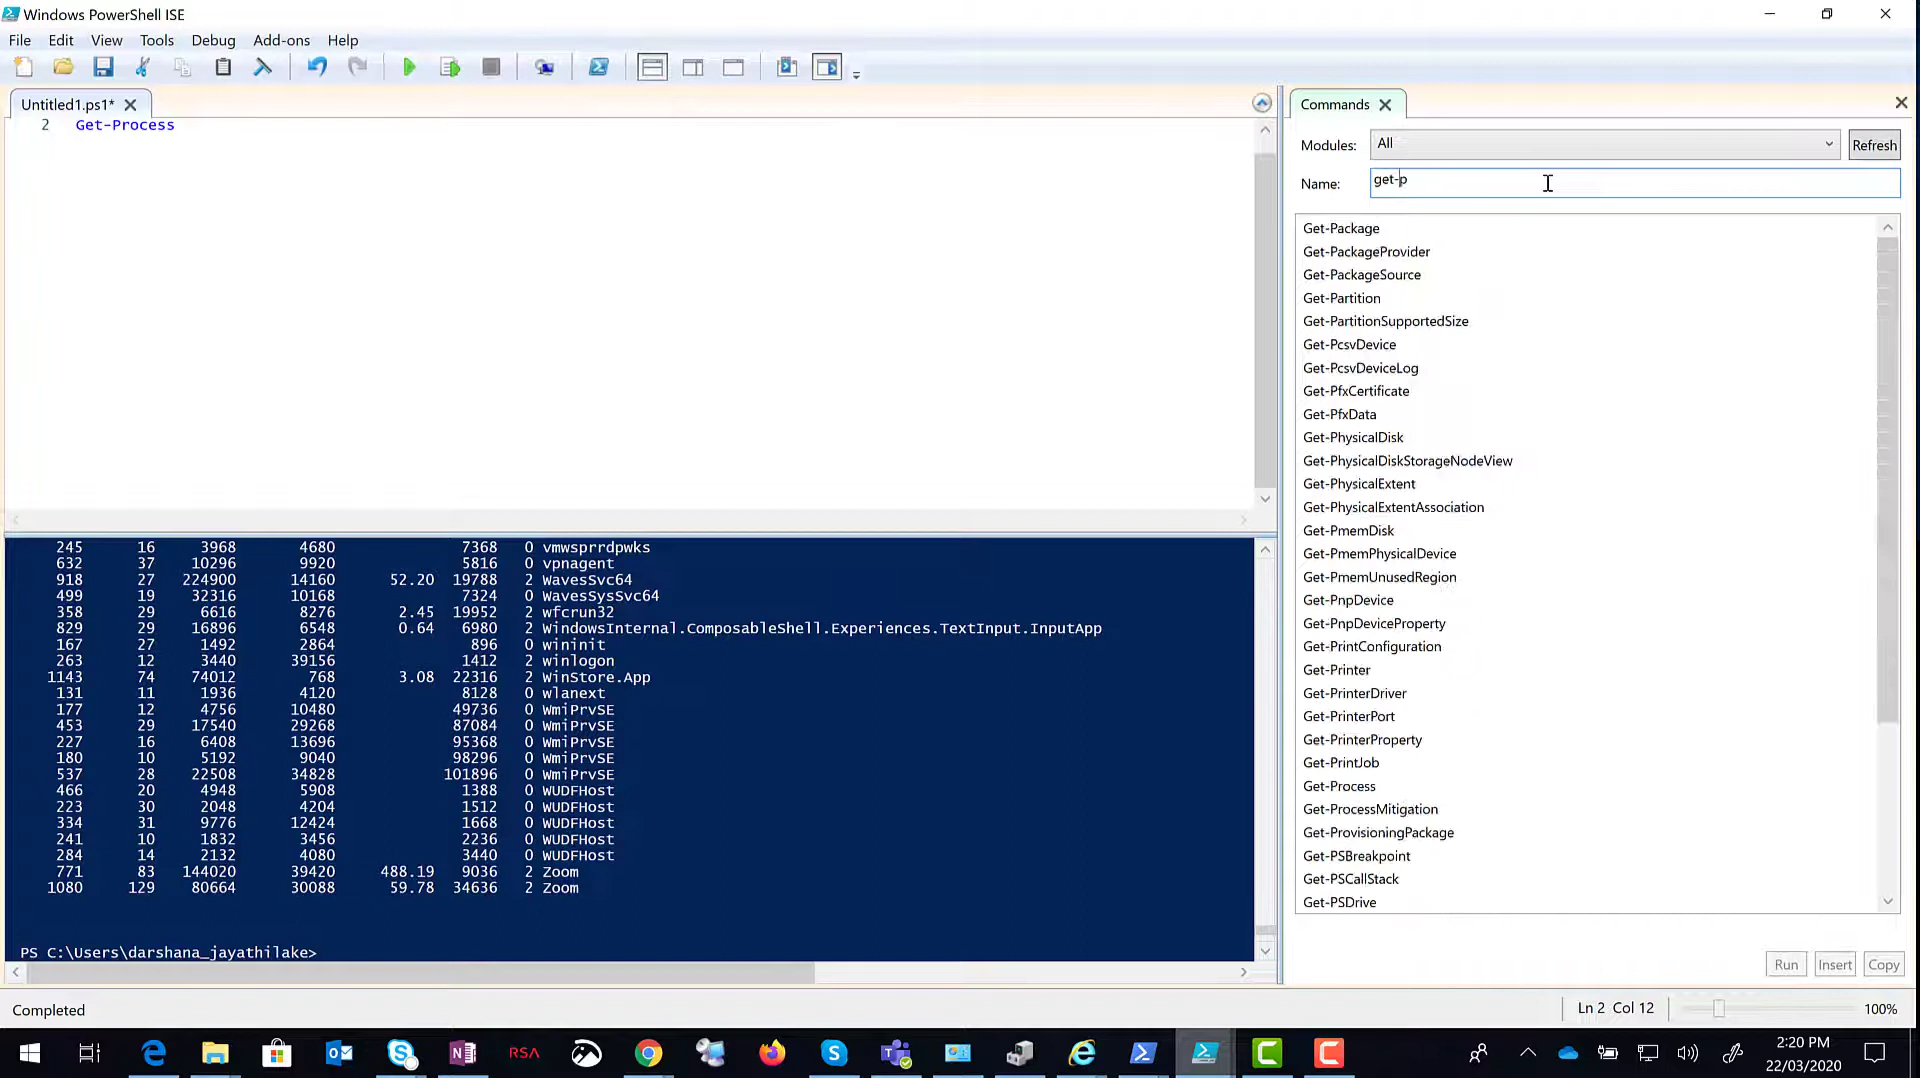 Windows PowerShell ISE
File Edit View Tools Debug Add-ons Help
Untitled1.ps1*
2 Get-Process
245 16 3968 4680 7368 0 vmwsprrdpwks
632 37 10296 9920 5816 0 vpnagent
918 27 224900 14160 52.20 19788 2 WavesSvc64
499 19 32316 10168 7324 0 WavesSysSvc64
358 29 6616 8276 2.45 19952 2 wfcrun32
829 29 16896 6548 0.64 6980 2 WindowsInternal.ComposableShell.Experiences.TextInput.InputApp
167 27 1492 2864 896 0 wininit
263 12 3440 39156 1412 2 winlogon
1143 74 74012 768 3.08 22316 2 WinStore.App
131 11 1936 4120 8128 0 wlanext
177 12 4756 10480 49736 0 WmiPrvSE
453 29 17540 29268 87084 0 WmiPrvSE
227 16 6408 13696 95368 0 WmiPrvSE
180 10 5192 9040 98296 0 WmiPrvSE
537 28 22508 34828 101896 0 WmiPrvSE
466 20 4948 5908 1388 0 WUDFHost
223 30 2048 4204 1512 0 WUDFHost
334 31 9776 12424 1668 0 WUDFHost
241 10 1832 3456 2236 0 WUDFHost
284 14 2132 4080 3440 0 WUDFHost
771 83 144020 39420 488.19 9036 2 Zoom
1080 129 80664 30088 59.78 34636 2 Zoom
PS C:\Users\darshana_jayathilake>
Commands
Modules: All Refresh
Name: get-p
Get-Package
Get-PackageProvider
Get-PackageSource
Get-Partition
Get-PartitionSupportedSize
Get-PcsvDevice
Get-PcsvDeviceLog
Get-PfxCertificate
Get-PfxData
Get-PhysicalDisk
Get-PhysicalDiskStorageNodeView
Get-PhysicalExtent
Get-PhysicalExtentAssociation
Get-PmemDisk
Get-PmemPhysicalDevice
Get-PmemUnusedRegion
Get-PnpDevice
Get-PnpDeviceProperty
Get-PrintConfiguration
Get-Printer
Get-PrinterDriver
Get-PrinterPort
Get-PrinterProperty
Get-PrintJob
Get-Process
Get-ProcessMitigation
Get-ProvisioningPackage
Get-PSBreakpoint
Get-PSCallStack
Get-PSDrive
Run Insert Copy
Completed
Ln 2 Col 12
100%
RSA
2:20 PM
22/03/2020